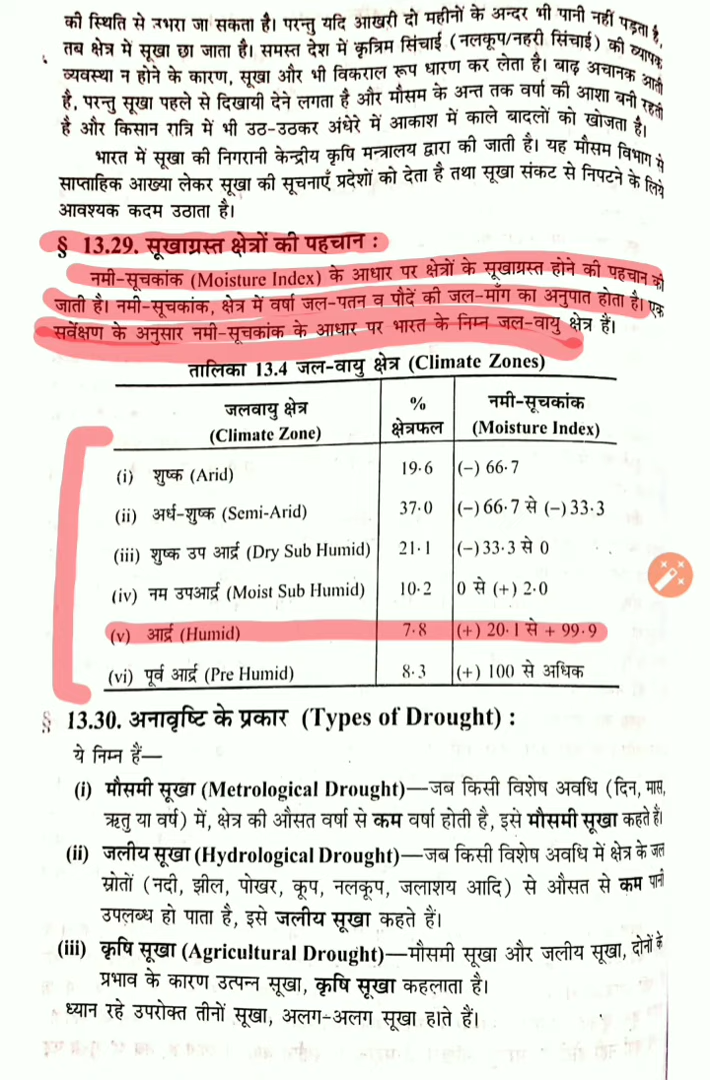 की स्थिति से उभरा जा सकता है। परन्तु यदि आखरी दो महीनों के अन्दर भी पानी नहीं पड़ता है,
तब क्षेत्र में सूखा छा जाता है। समस्त देश में कृत्रिम सिंचाई (नलकूप/नहरी सिंचाई) की व्यापक
व्यवस्था न होने के कारण, सूखा और भी विकराल रूप धारण कर लेता है। बाढ़ अचानक आती
है, परन्तु सूखा पहले से दिखायी देने लगता है और मौसम के अन्त तक वर्षा की आशा बनी रहती
है और किसान रात्रि में भी उठ-उठकर अंधेरे में आकाश में काले बादलों को खोजता है।
भारत में सूखा की निगरानी केन्द्रीय कृषि मन्त्रालय द्वारा की जाती है। यह मौसम विभाग से
साप्ताहिक आख्या लेकर सूखा की सूचनाएँ प्रदेशों को देता है तथा सूखा संकट से निपटने के लिये
आवश्यक कदम उठाता है।
§ 13.29. सूखाग्रस्त क्षेत्रों की पहचान :
नमी-सूचकांक (Moisture Index) के आधार पर क्षेत्रों के सूखाग्रस्त होने की पहचान की
जाती है। नमी-सूचकांक, क्षेत्र में वर्षा जल-पतन व पौदें की जल-माँग का अनुपात होता है। एक
सर्वेक्षण के अनुसार नमी-सूचकांक के आधार पर भारत के निम्न जल-वायु क्षेत्र हैं।
तालिका 13.4 जल-वायु क्षेत्र (Climate Zones)
जलवायु क्षेत्र % नमी-सूचकांक
(Climate Zone) क्षेत्रफल (Moisture Index)
(i) शुष्क (Arid) 19·6 (–) 66·7
(ii) अर्ध-शुष्क (Semi-Arid) 37·0 (–) 66·7 से (–) 33·3
(iii) शुष्क उप आर्द्र (Dry Sub Humid) 21·1 (–) 33·3 से 0
(iv) नम उपआर्द्र (Moist Sub Humid) 10·2 0 से (+) 2·0
(v) आर्द्र (Humid) 7·8 (+) 20·1 से + 99·9
(vi) पूर्व आर्द्र (Pre Humid) 8·3 (+) 100 से अधिक
§ 13.30. अनावृष्टि के प्रकार (Types of Drought) :
ये निम्न हैं—
(i) मौसमी सूखा (Metrological Drought)—जब किसी विशेष अवधि (दिन, मास,
ऋतु या वर्ष) में, क्षेत्र की औसत वर्षा से कम वर्षा होती है, इसे मौसमी सूखा कहते हैं।
(ii) जलीय सूखा (Hydrological Drought)—जब किसी विशेष अवधि में क्षेत्र के जल
स्रोतों (नदी, झील, पोखर, कूप, नलकूप, जलाशय आदि) से औसत से कम पानी
उपलब्ध हो पाता है, इसे जलीय सूखा कहते हैं।
(iii) कृषि सूखा (Agricultural Drought)—मौसमी सूखा और जलीय सूखा, दोनों के
प्रभाव के कारण उत्पन्न सूखा, कृषि सूखा कहलाता है।
ध्यान रहे उपरोक्त तीनों सूखा, अलग-अलग सूखा होते हैं।